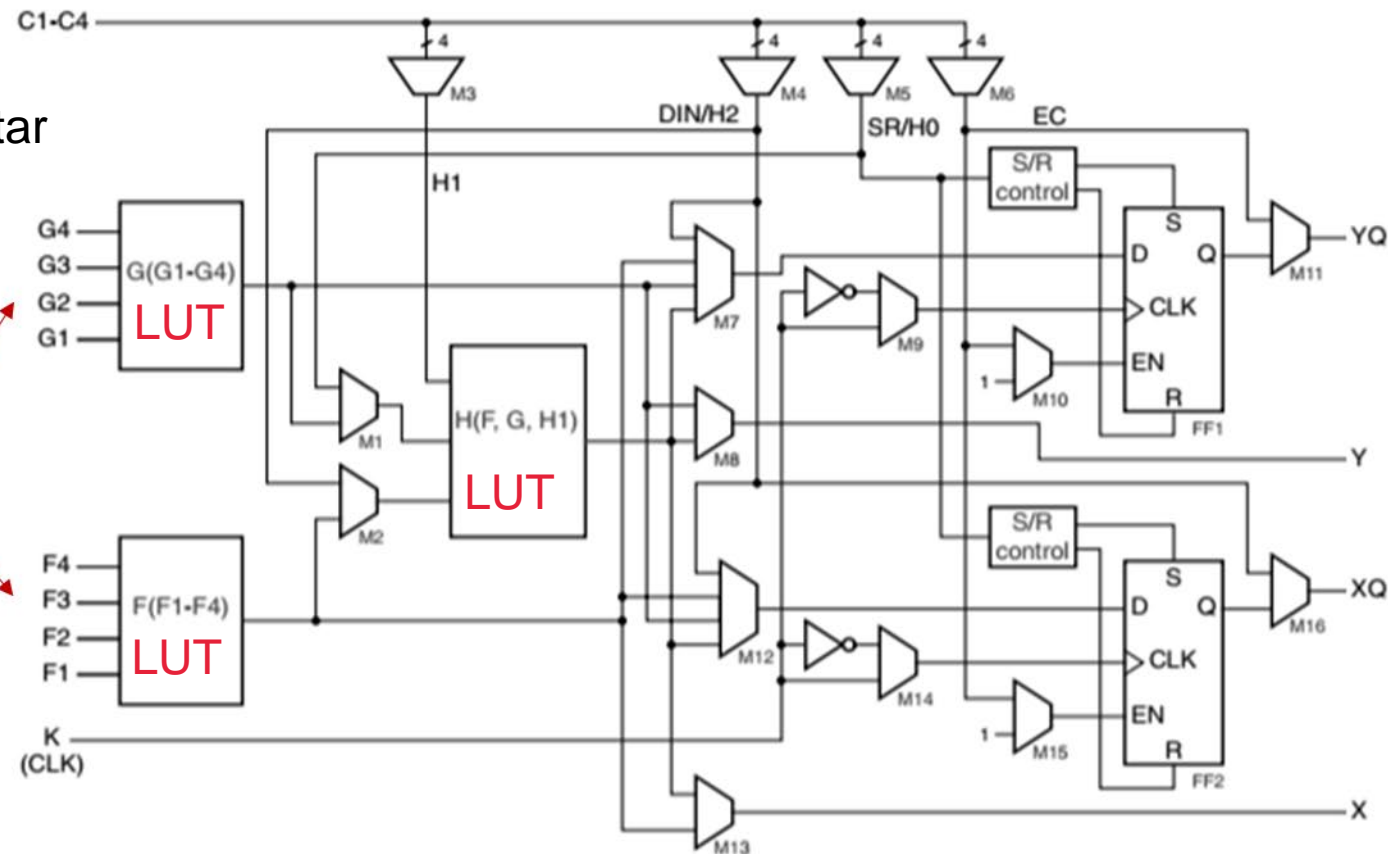 C1-C4
4
4
4
4
M3
M4
M5
M6
tar
DIN/H2
SR/H0
EC
H1
S/R
control
G4
G3
G2
G1
G(G1-G4)
LUT
M7
M9
S
D
Q
CLK
EN
R
FF1
1
M10
M11
YQ
M1
H(F, G, H1)
LUT
M8
Y
M2
F4
F3
F2
F1
F(F1-F4)
LUT
S/R
control
M12
M14
S
D
Q
CLK
EN
R
FF2
1
M15
M16
XQ
K
(CLK)
M13
X